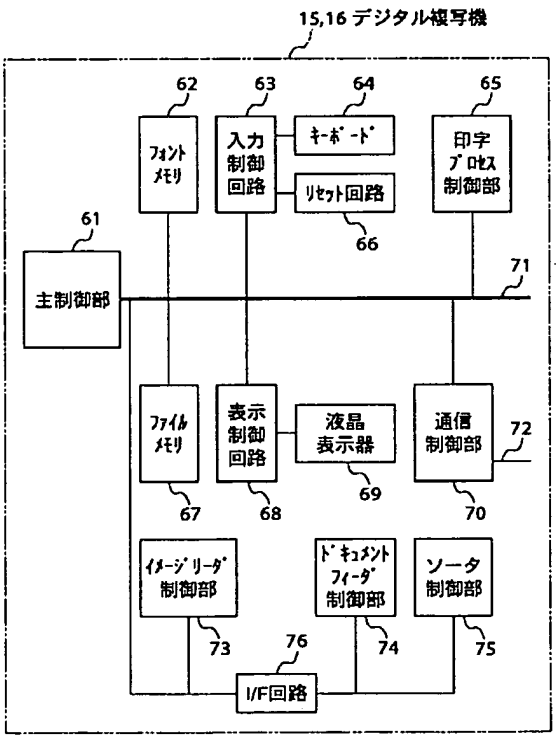 15,16 デジタル複写機
62
63
64
65
フォント
メモリ
入力
制御
回路
キーボード
リセット回路
66
印字
プロセス
制御部
61
主制御部
71
ファイル
メモリ
67
表示
制御
回路
68
液晶
表示器
69
通信
制御部
70
72
イメージリーダ
制御部
73
ドキュメント
フィーダ
制御部
74
ソータ
制御部
75
76
I/F回路